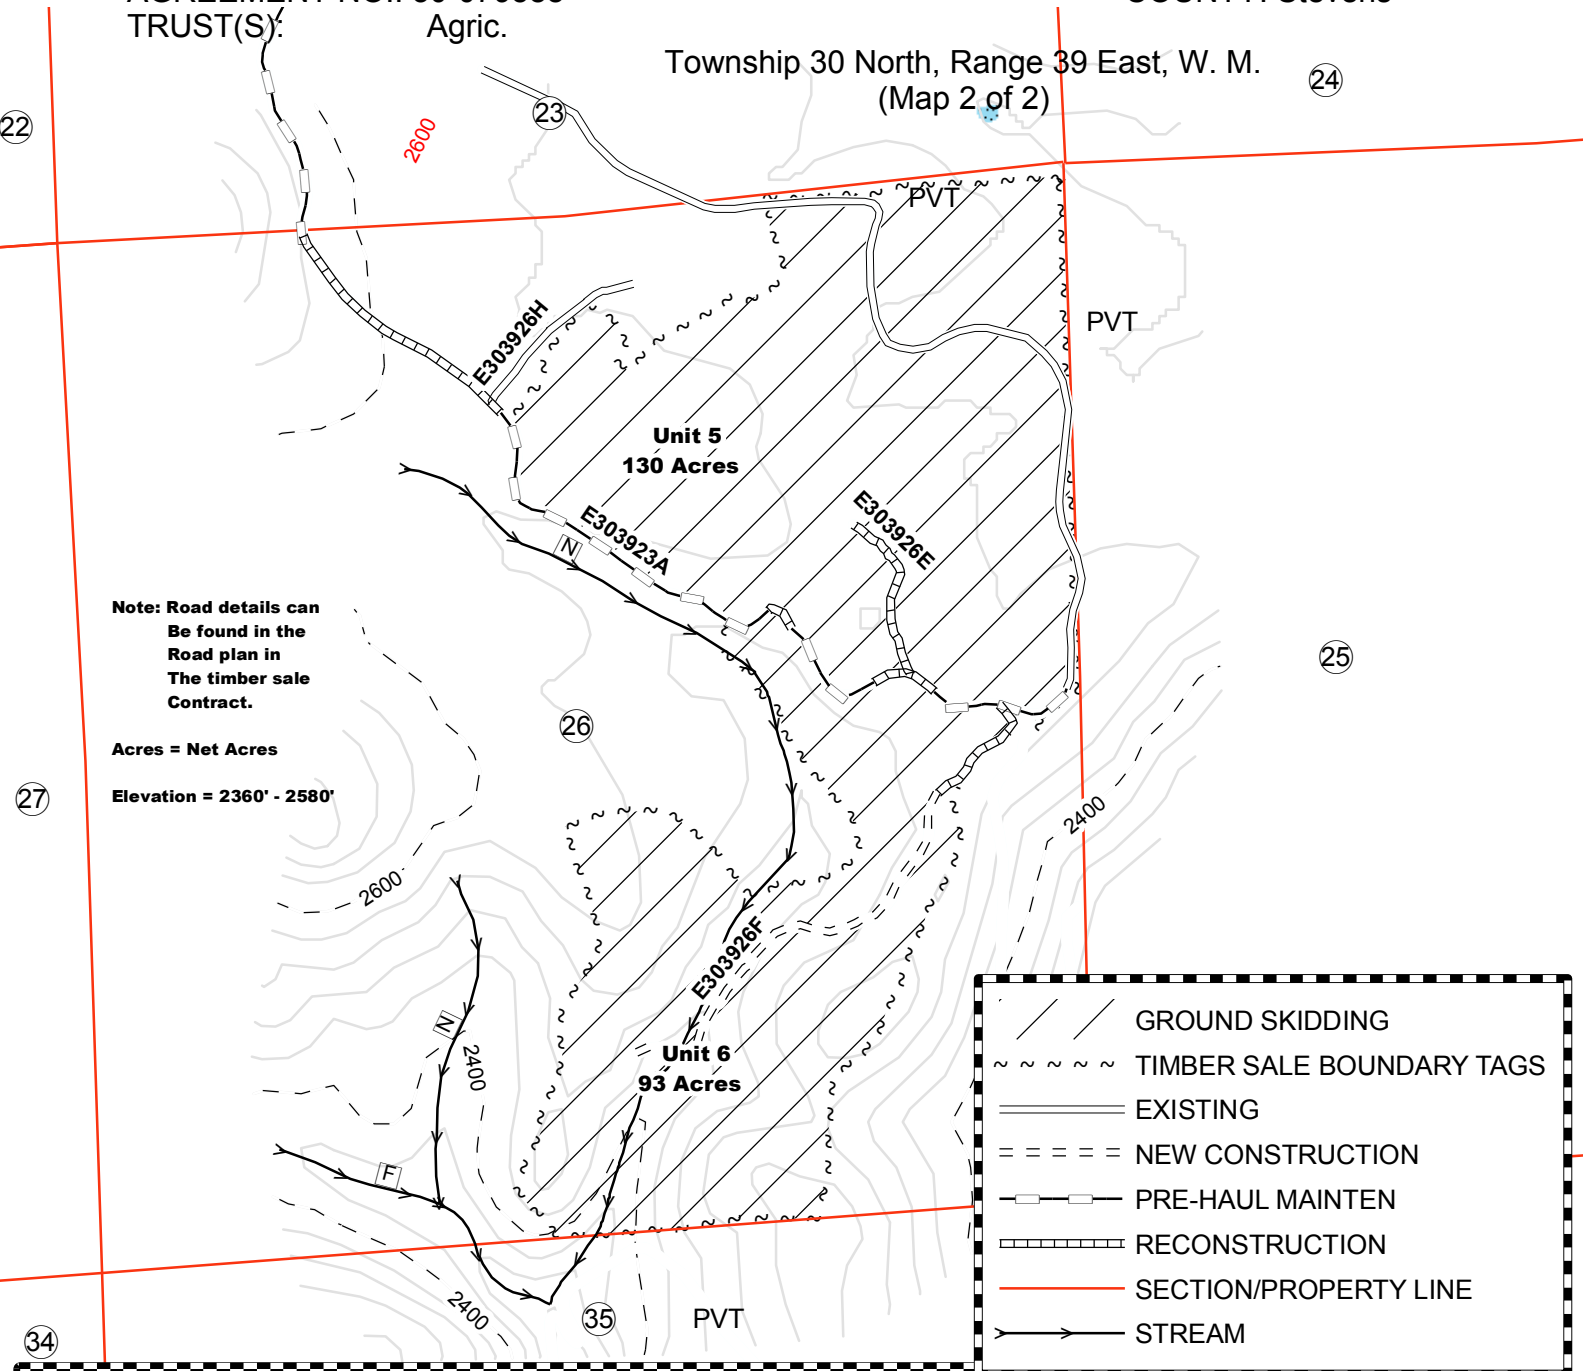 TRUST(S): Agric.
Township 30 North, Range 39 East, W. M.
(Map 2 of 2)
22
23
24
2600
PVT
PVT
E303926H
Unit 5
130 Acres
E303923A
E303926E
N
Note: Road details can
Be found in the
Road plan in
The timber sale
Contract.
Acres = Net Acres
Elevation = 2360' - 2580'
25
26
27
2400
2600
E303926F
N
2400
Unit 6
93 Acres
F
2400
34
35
PVT
GROUND SKIDDING
TIMBER SALE BOUNDARY TAGS
EXISTING
NEW CONSTRUCTION
PRE-HAUL MAINTEN
RECONSTRUCTION
SECTION/PROPERTY LINE
STREAM